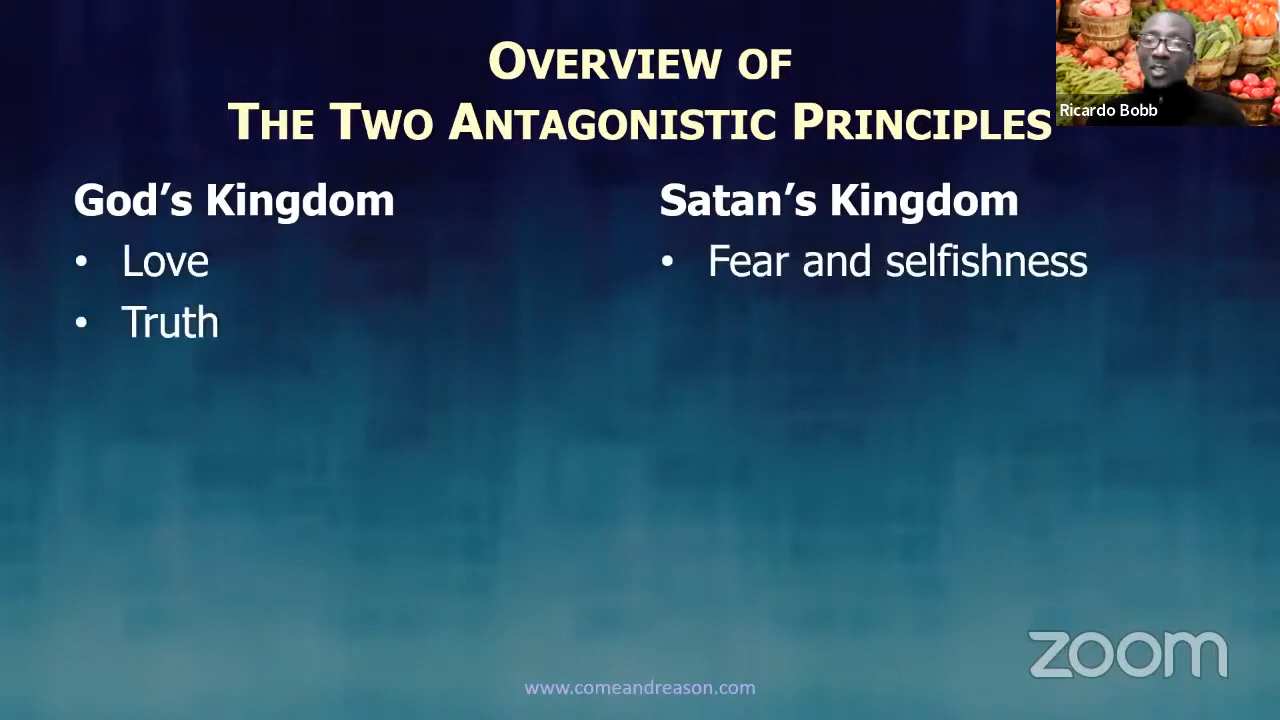 OVERVIEW OF
THE TWO ANTAGONISTIC PRINCIPLES
Ricardo Bobb
God's Kingdom
• Love
• Truth
Satan's Kingdom
• Fear and selfishness
zoom
www.comeandreason.com